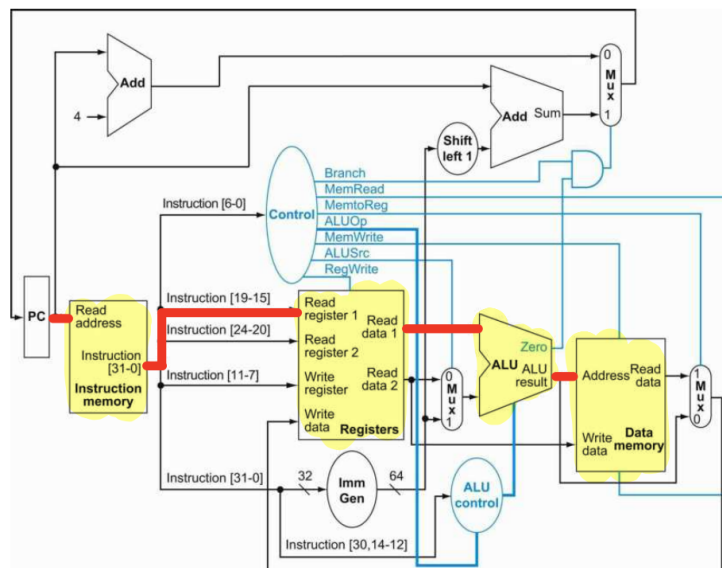 Add
4
Add
Sum
0
M
u
x
1
Shift
left 1
Branch
MemRead
MemtoReg
ALUOp
MemWrite
ALUSrc
RegWrite
Control
Instruction [6-0]
Instruction [19-15]
Instruction [24-20]
Instruction [11-7]
Instruction [31-0]
Instruction [30,14-12]
PC
Read
address
Instruction
[31-0]
Instruction
memory
Read
register 1
Read
register 2
Write
register
Write
data
Read
data 1
Read
data 2
Registers
0
M
u
x
1
Zero
ALU
ALU
result
Address
Read
data
Write
data
Data
memory
1
M
u
x
0
32
Imm
Gen
64
ALU
control